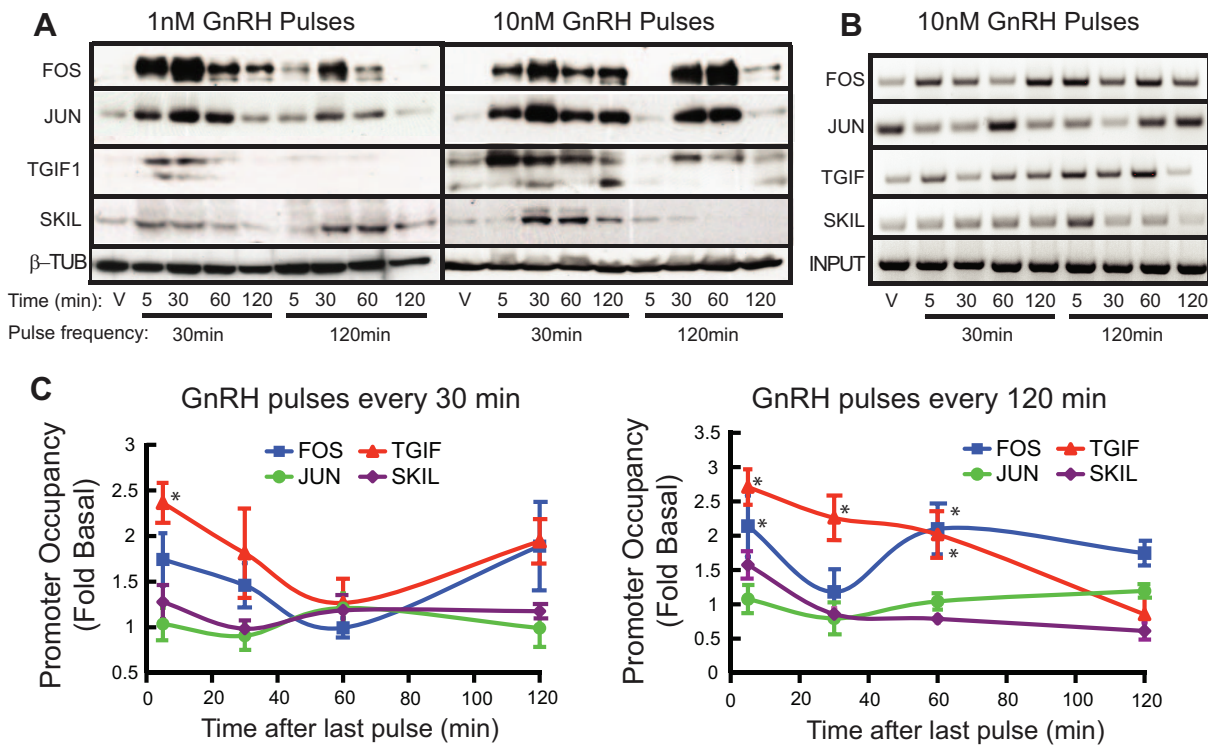 A
1nM GnRH Pulses
10nM GnRH Pulses
FOS
JUN
TGIF1
SKIL
β–TUB
Time (min): V 5 30 60 120 5 30 60 120 V 5 30 60 120 5 30 60 120
Pulse frequency: 30min 120min 30min 120min
B
10nM GnRH Pulses
FOS
JUN
TGIF
SKIL
INPUT
V 5 30 60 120 5 30 60 120
30min 120min
C
GnRH pulses every 30 min
Promoter Occupancy
(Fold Basal)
FOS TGIF
JUN SKIL
3
2.5
2
1.5
1
0.5
*
0 20 40 60 80 100 120
Time after last pulse (min)
GnRH pulses every 120 min
Promoter Occupancy
(Fold Basal)
FOS TGIF
JUN SKIL
3.5
3
2.5
2
1.5
1
0.5
0
*
*
*
*
*
0 20 40 60 80 100 120
Time after last pulse (min)